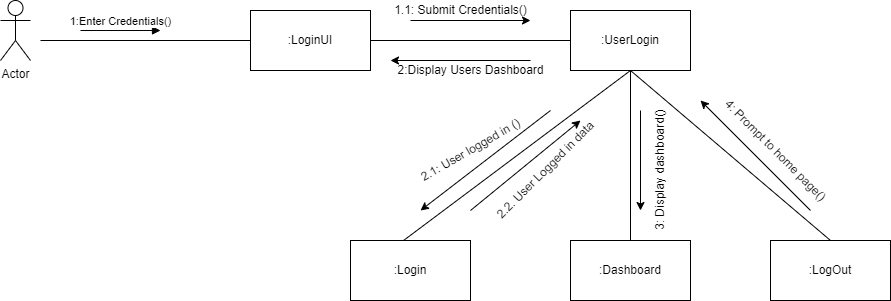 1:Enter Credentials()
1.1: Submit Credentials()
:LoginUI
:UserLogin
Actor
2:Display Users Dashboard
2.1: User logged in ()
2.2. User Logged in data
3: Display dashboard()
4: Prompt to home page()
:Login
:Dashboard
:LogOut